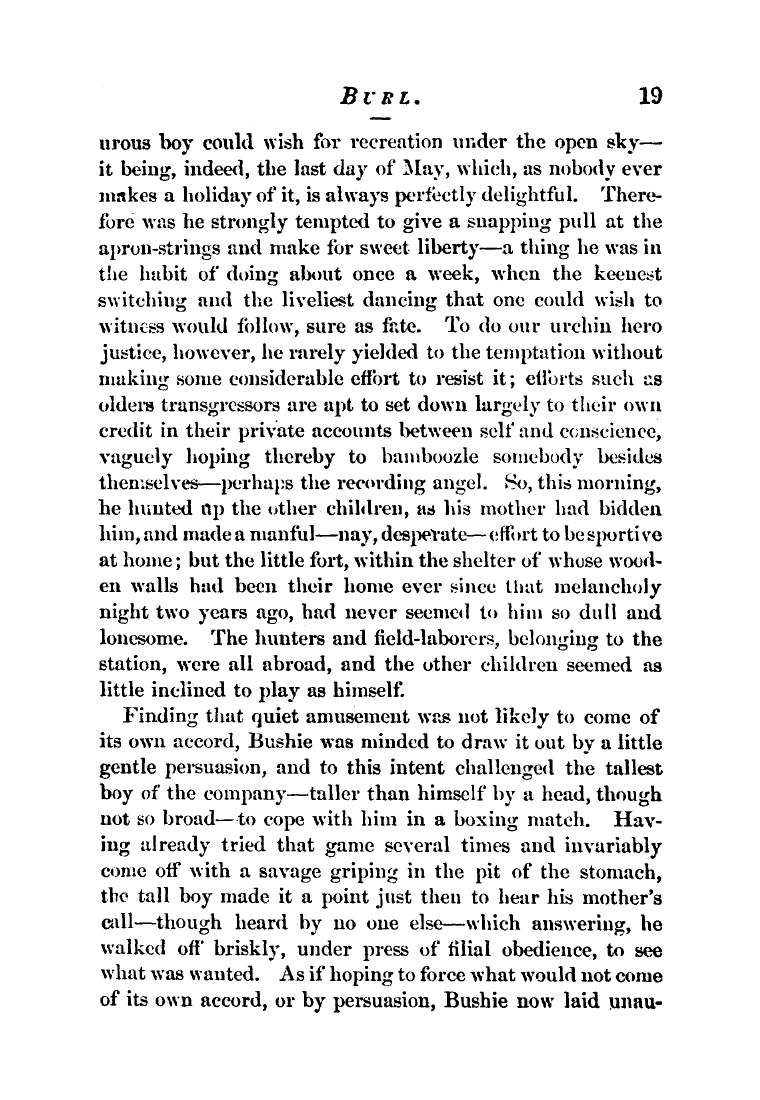 BURL. 19
urous boy could wish for recreation under the open sky—
it being, indeed, the last day of May, which, as nobody ever
makes a holiday of it, is always perfectly delightful. There-
fore was he strongly tempted to give a snapping pull at the
apron-strings and make for sweet liberty—a thing he was in
the habit of doing about once a week, when the keenest
switching and the liveliest dancing that one could wish to
witness would follow, sure as fate. To do our urchin hero
justice, however, he rarely yielded to the temptation without
making some considerable effort to resist it; efforts such as
olders transgressors are apt to set down largely to their own
credit in their private accounts between self and conscience,
vaguely hoping thereby to bamboozle somebody besides
themselves—perhaps the recording angel. So, this morning,
he hunted up the other children, as his mother had bidden
him, and made a manful—nay, desperate—effort to be sportive
at home; but the little fort, within the shelter of whose wood-
en walls had been their home ever since that melancholy
night two years ago, had never seemed to him so dull and
lonesome. The hunters and field-laborers, belonging to the
station, were all abroad, and the other children seemed as
little inclined to play as himself.
Finding that quiet amusement was not likely to come of
its own accord, Bushie was minded to draw it out by a little
gentle persuasion, and to this intent challenged the tallest
boy of the company—taller than himself by a head, though
not so broad—to cope with him in a boxing match. Hav-
ing already tried that game several times and invariably
come off with a savage griping in the pit of the stomach,
the tall boy made it a point just then to hear his mother's
call—though heard by no one else—which answering, he
walked off briskly, under press of filial obedience, to see
what was wanted. As if hoping to force what would not come
of its own accord, or by persuasion, Bushie now laid unau-